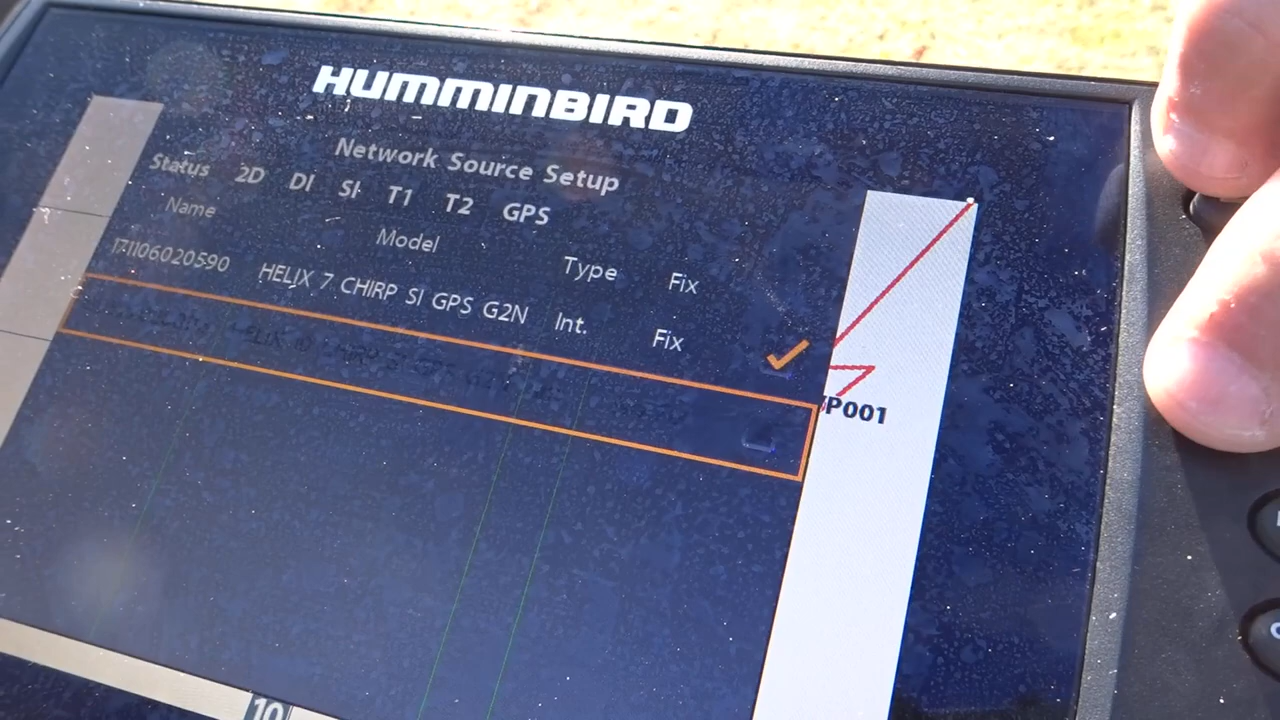 HUMMINBIRD
Network Source Setup
Status 2D DI SI T1 T2 GPS
Name Model Type Fix
171106020590 HELIX 7 CHIRP SI GPS G2N Int. Fix
P001
10